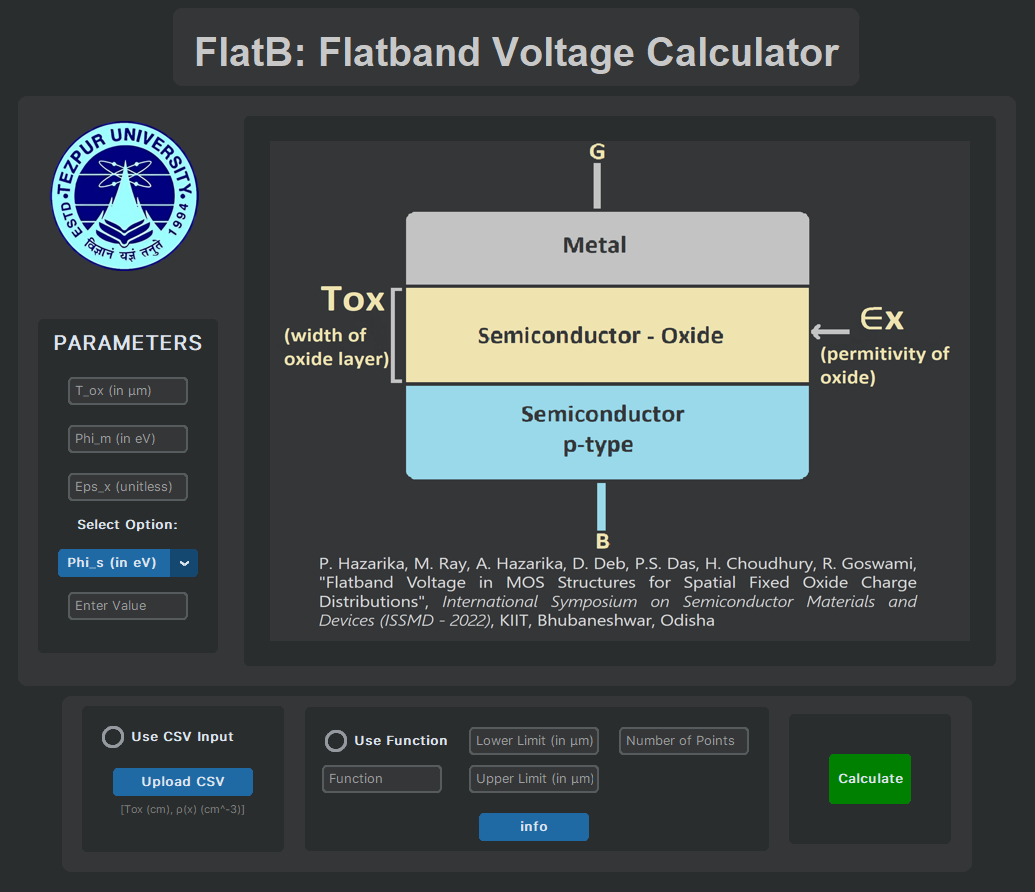 FlatB: Flatband Voltage Calculator
TEZPUR UNIVERSITY
ESTD
1994
विज्ञानं यज्ञं तनुते
PARAMETERS
T_ox (in μm)
Phi_m (in eV)
Eps_x (unitless)
Select Option:
Phi_s (in eV)
Enter Value
G
Metal
Tox
(width of
oxide layer)
Semiconductor - Oxide
∈x
(permitivity of
oxide)
Semiconductor
p-type
B
P. Hazarika, M. Ray, A. Hazarika, D. Deb, P.S. Das, H. Choudhury, R. Goswami,
"Flatband Voltage in MOS Structures for Spatial Fixed Oxide Charge
Distributions", International Symposium on Semiconductor Materials and
Devices (ISSMD - 2022), KIIT, Bhubaneshwar, Odisha
Use CSV Input
Upload CSV
[Tox (cm), ρ(x) (cm^-3)]
Use Function
Lower Limit (in μm)
Number of Points
Function
Upper Limit (in μm)
info
Calculate